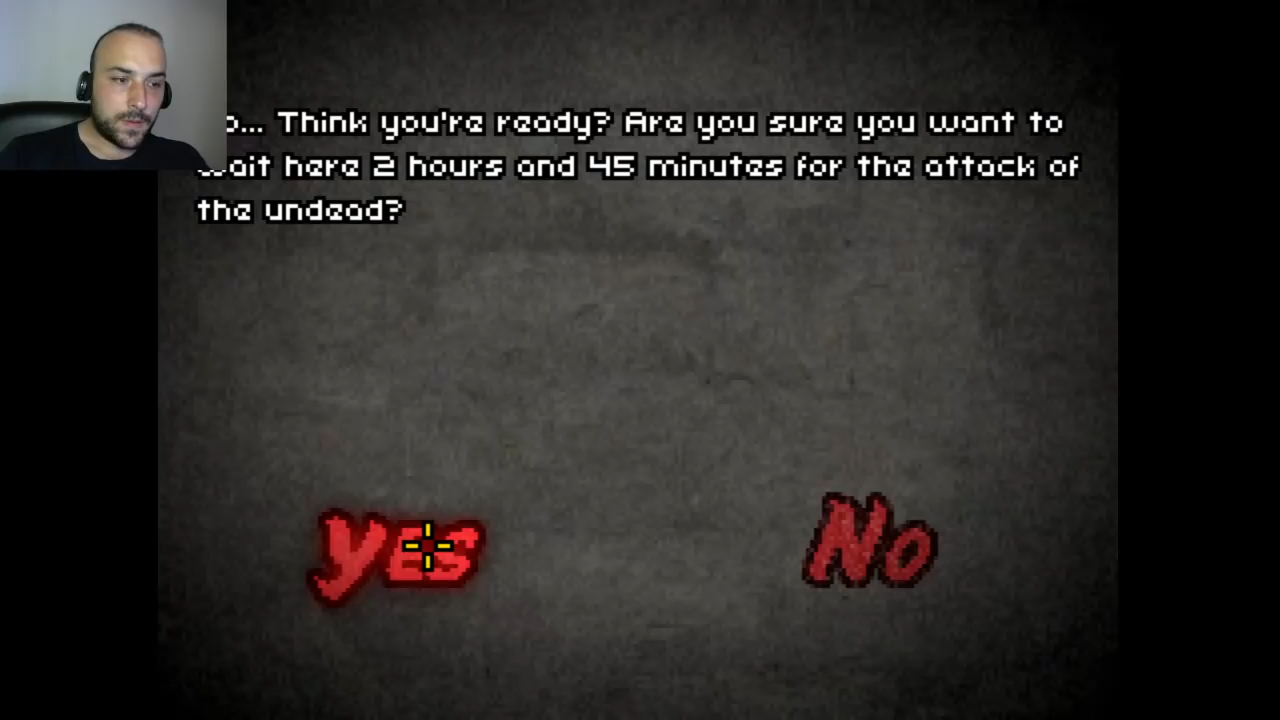 Think you're ready? Are you sure you want to
wait here 2 hours and 45 minutes for the attack of
the undead?
Yes
No